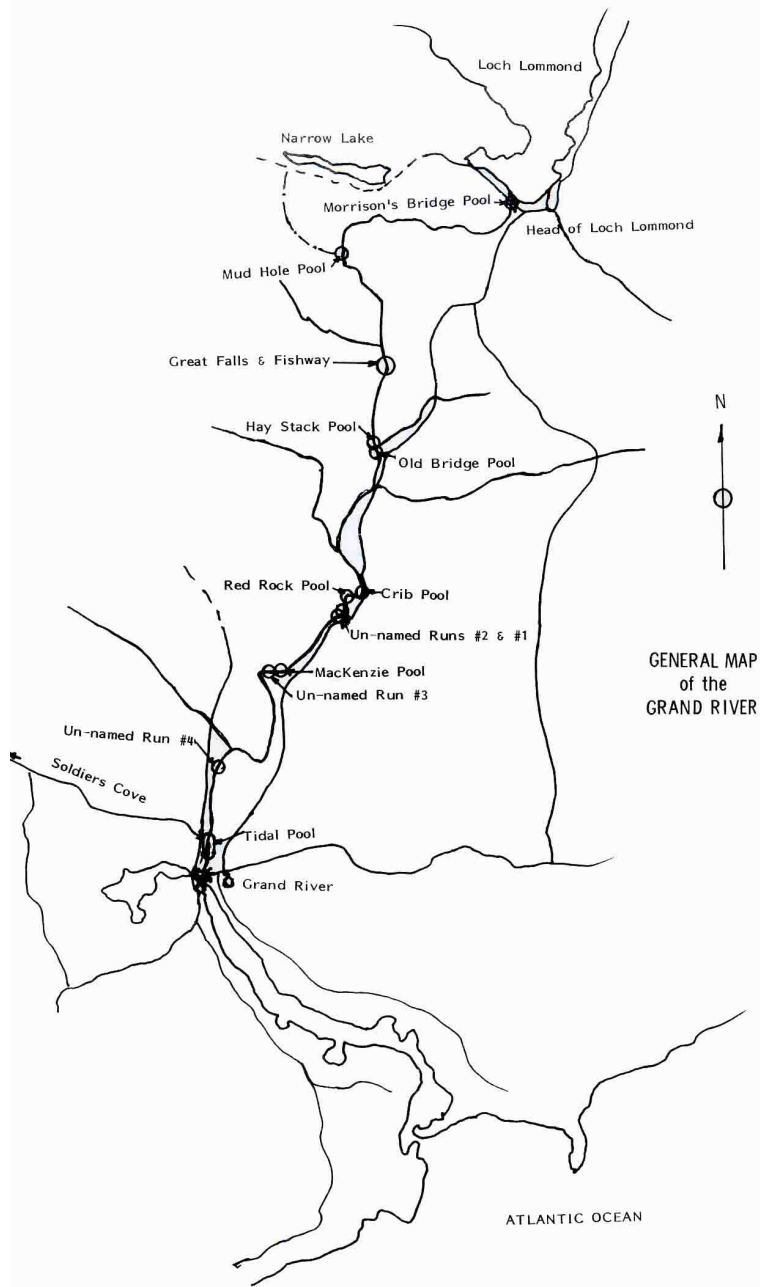 Loch Lommond
Narrow Lake
Morrison's Bridge Pool
Head of Loch Lommond
Mud Hole Pool
Great Falls & Fishway
N
Hay Stack Pool
Old Bridge Pool
Red Rock Pool
Crib Pool
Un-named Runs #2 & #1
GENERAL MAP
of the
GRAND RIVER
MacKenzie Pool
Un-named Run #3
Un-named Run #4
Soldiers Cove
Tidal Pool
Grand River
ATLANTIC OCEAN